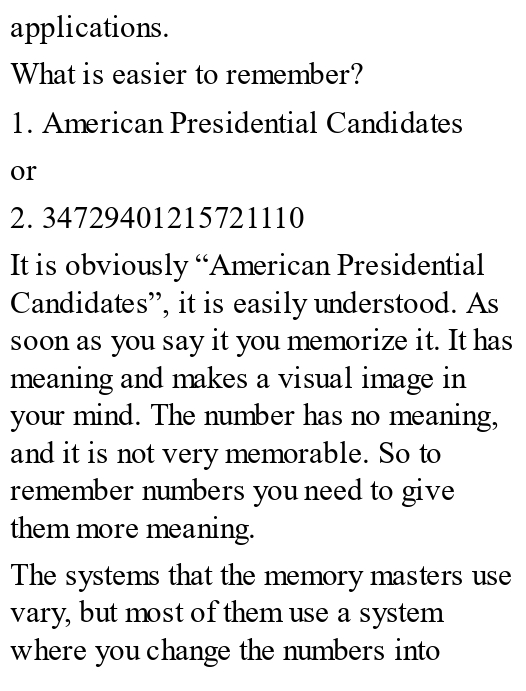 applications.
What is easier to remember?
1. American Presidential Candidates
or
2. 34729401215721110
It is obviously “American Presidential
Candidates”, it is easily understood. As
soon as you say it you memorize it. It has
meaning and makes a visual image in
your mind. The number has no meaning,
and it is not very memorable. So to
remember numbers you need to give
them more meaning.
The systems that the memory masters use
vary, but most of them use a system
where you change the numbers into